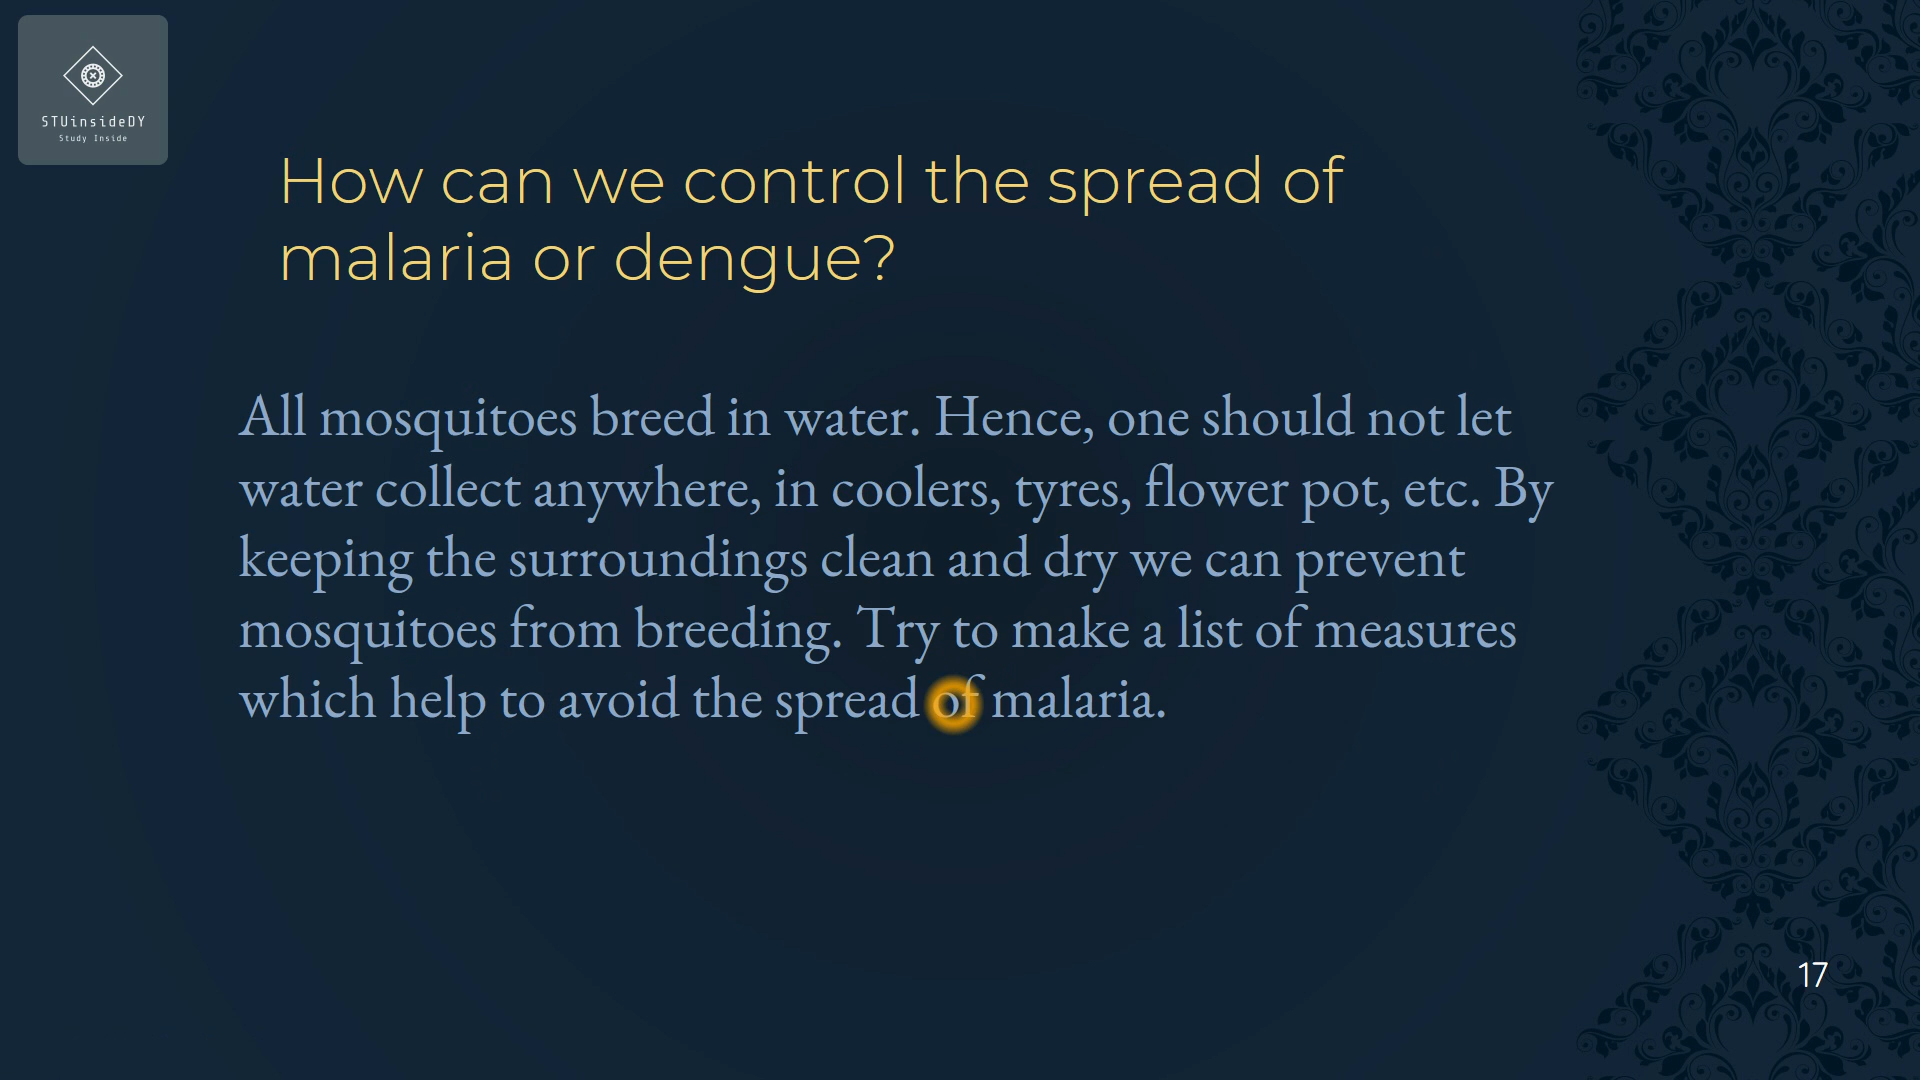 STUinsideDY
Study Inside
How can we control the spread of
malaria or dengue?
All mosquitoes breed in water. Hence, one should not let
water collect anywhere, in coolers, tyres, flower pot, etc. By
keeping the surroundings clean and dry we can prevent
mosquitoes from breeding. Try to make a list of measures
which help to avoid the spread of malaria.
17